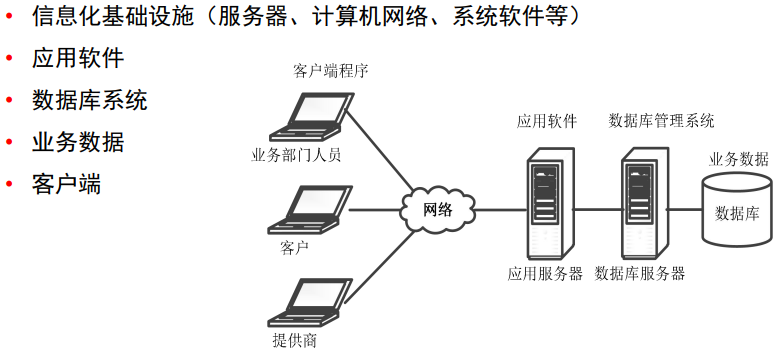 • 信息化基础设施（服务器、计算机网络、系统软件等）
• 应用软件
• 数据库系统
• 业务数据
• 客户端
客户端程序
业务部门人员
客户
提供商
网络
应用软件
应用服务器
数据库管理系统
数据库服务器
业务数据
数据库